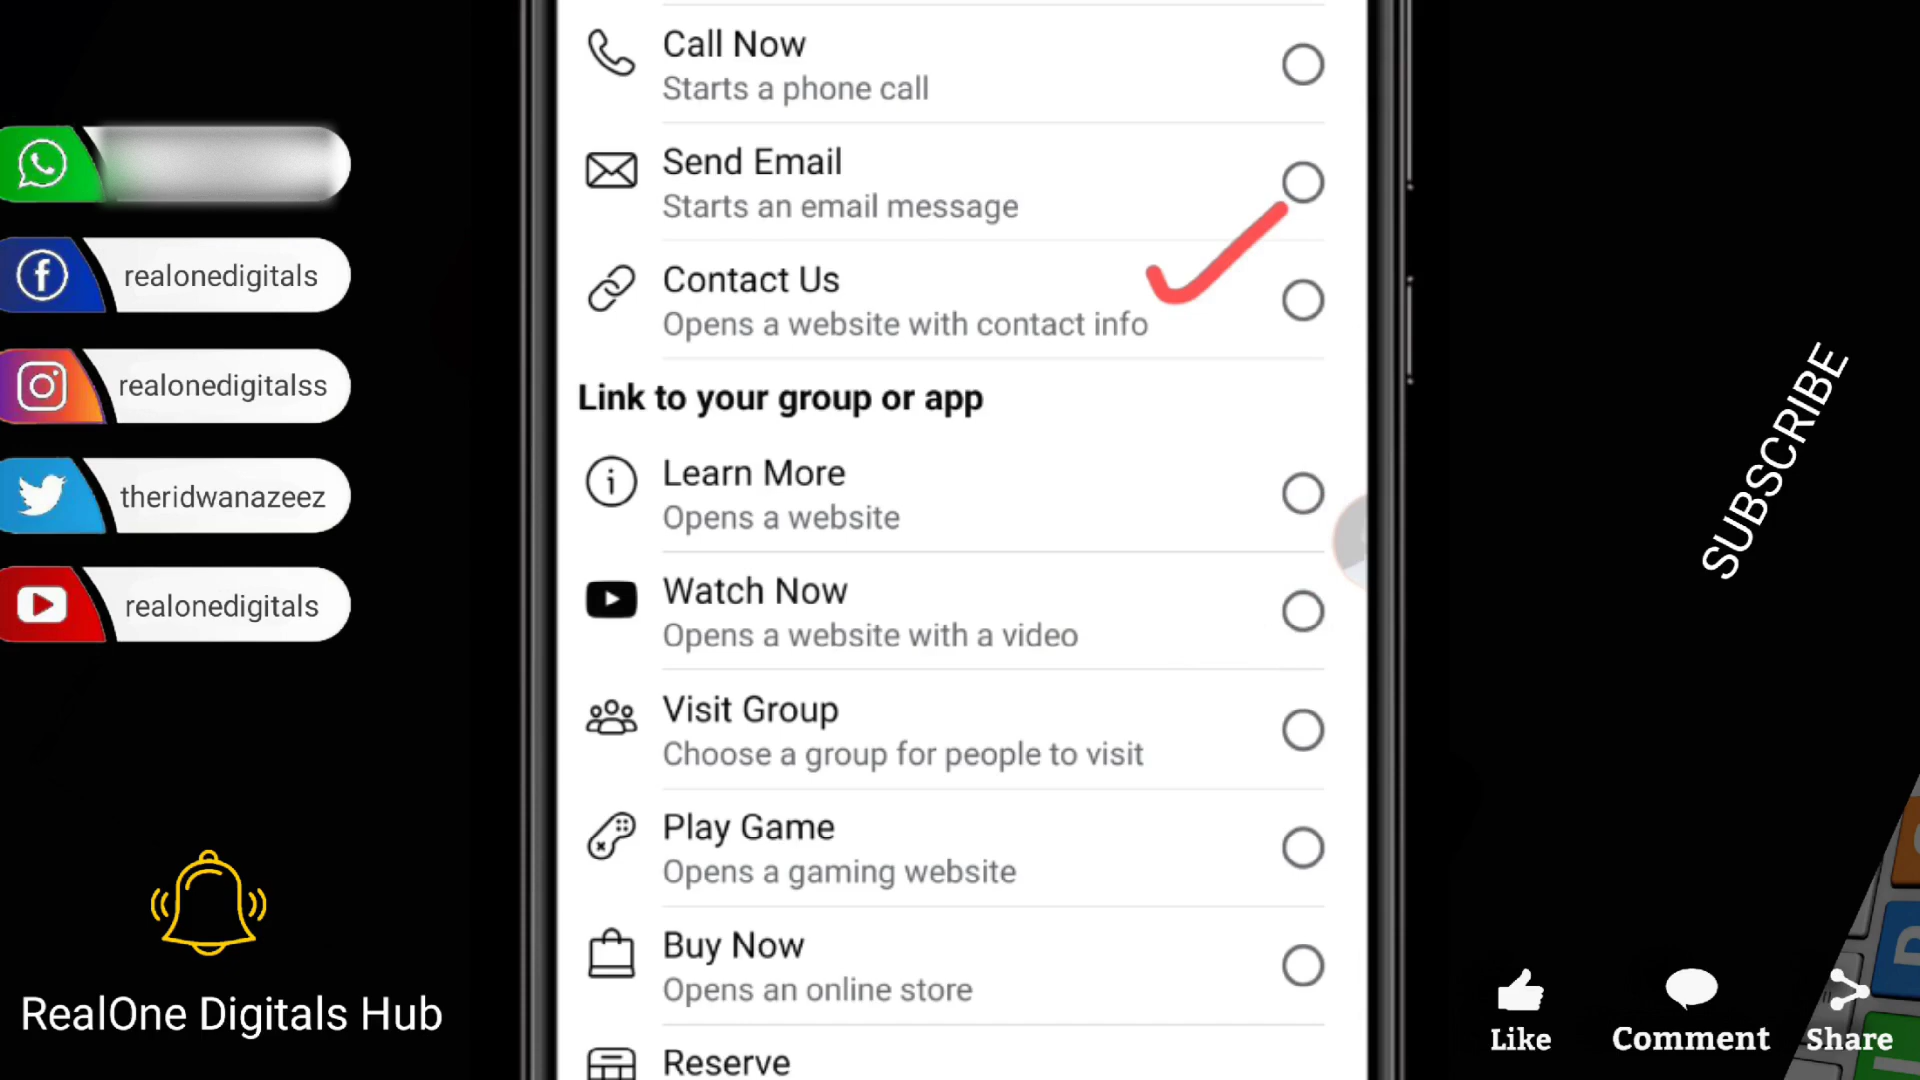 realonedigitals
realonedigitalss
theridwanazeez
realonedigitals
RealOne Digitals Hub
Call Now
Starts a phone call
Send Email
Starts an email message
Contact Us
Opens a website with contact info
Link to your group or app
Learn More
Opens a website
Watch Now
Opens a website with a video
Visit Group
Choose a group for people to visit
Play Game
Opens a gaming website
Buy Now
Opens an online store
Reserve
SUBSCRIBE
Like
Comment
Share